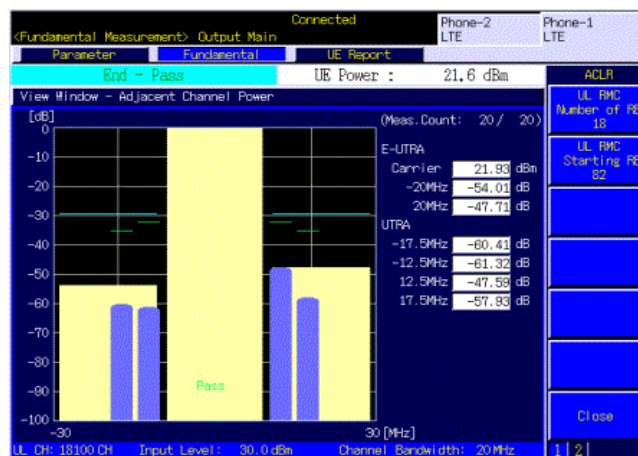 Connected
Phone-2
LTE
Phone-1
LTE
<Fundamental Measurement> Output Main
Parameter
Fundamental
UE Report
End - Pass
UE Power :
21.6 dBm
ACLR
View Window - Adjacent Channel Power
UL RMC
Number of RB
18
UL RMC
Starting RB
82
[dB]
(Meas.Count: 20/ 20)
0
-10
-20
-30
-40
-50
-60
-70
-80
-90
-100
E-UTRA
Carrier 21.93 dBm
-20MHz -54.01 dB
20MHz -47.71 dB
UTRA
-17.5MHz -60.41 dB
-12.5MHz -61.32 dB
12.5MHz -47.59 dB
17.5MHz -57.93 dB
Pass
-30
30 [MHz]
Close
UL CH: 18100 CH Input Level: 30.0 dBm Channel Bandwidth: 20 MHz
1 2